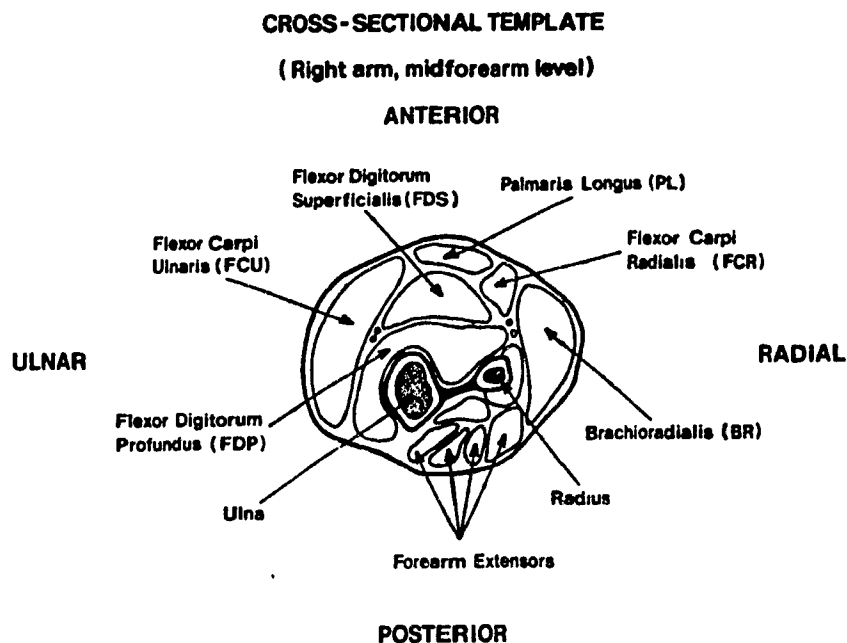 CROSS-SECTIONAL TEMPLATE
(Right arm, midforearm level)
ANTERIOR
Flexor Digitorum
Superficialis (FDS)
Palmaris Longus (PL)
Flexor Carpi
Ulnaris (FCU)
Flexor Carpi
Radialis (FCR)
ULNAR
RADIAL
Flexor Digitorum
Profundus (FDP)
Brachioradialis (BR)
Ulna
Radius
Forearm Extensors
POSTERIOR